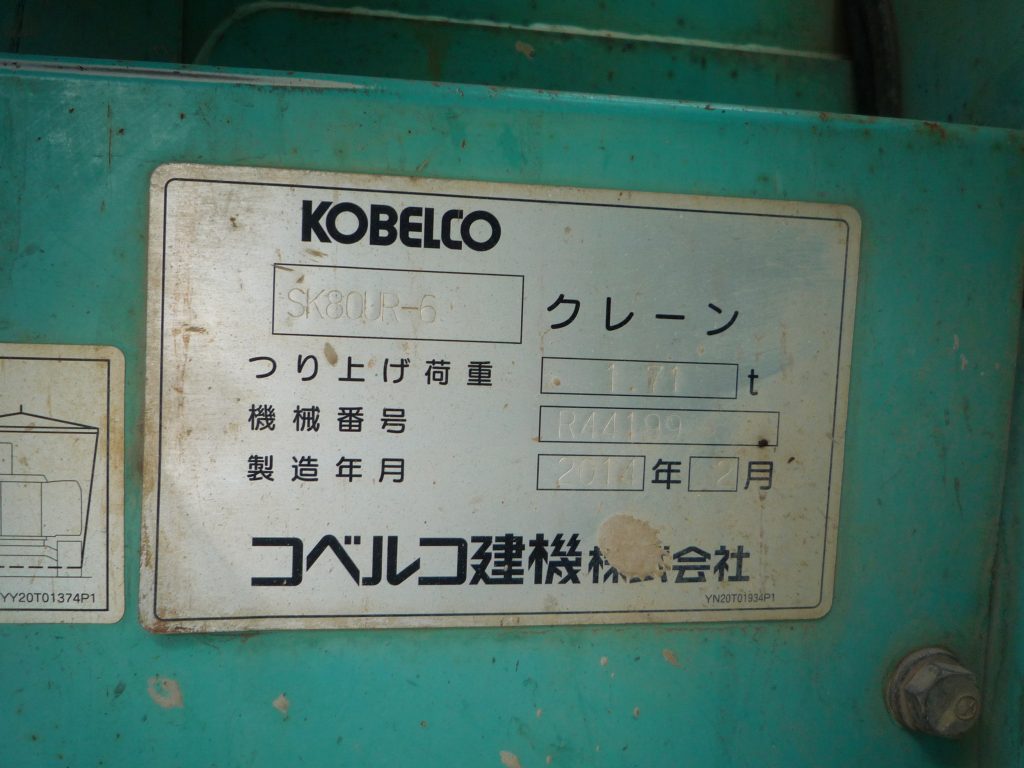 KOBELCO
SK80UR-6 クレーン
つり上げ荷重 1.71 t
機械番号 R44199
製造年月 2014 年 2 月
コベルコ建機株式会社
YN20T01934P1
YY20T01374P1